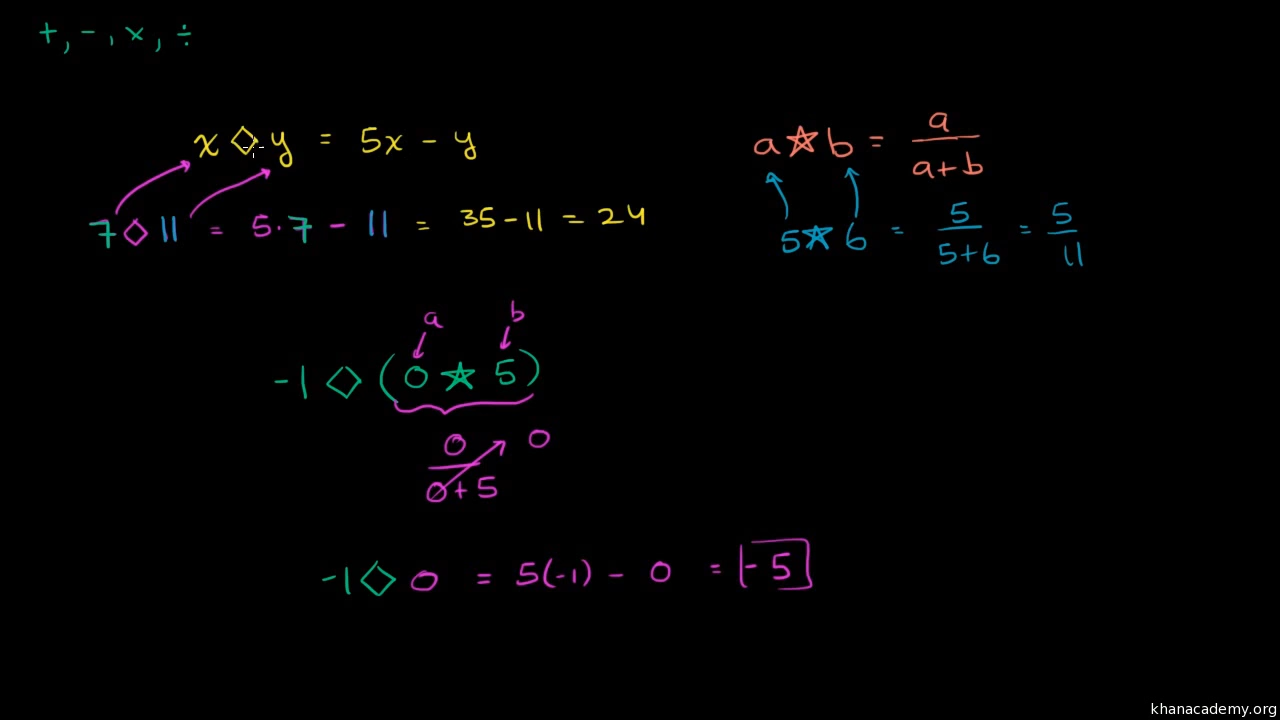 +, -, ×, ÷
x ◇ y = 5x - y
7 ◇ 11 = 5·7 - 11 = 35-11 = 24
a ☆ b = a/(a+b)
5 ☆ 6 = 5/(5+6) = 5/11
a b
-1 ◇ (0 ☆ 5)
0/(0+5) 0
-1 ◇ 0 = 5(-1) - 0 = -5
khanacademy.org